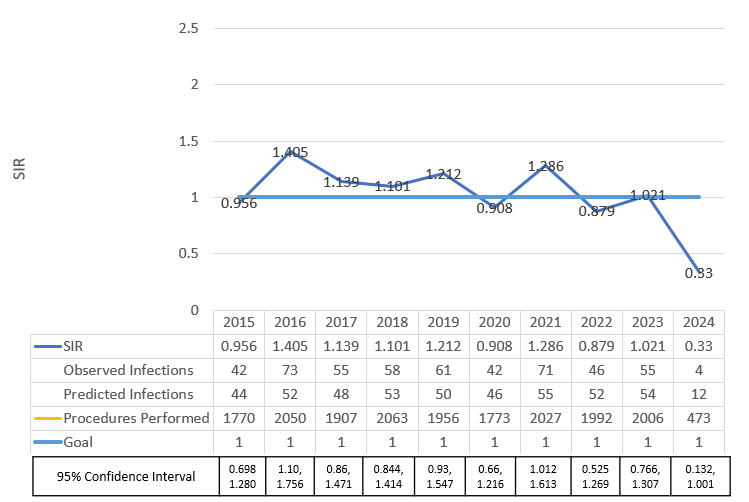 2.5
2
1.5
1
0.5
0
SIR
0.956
1.405
1.139
1.101
1.212
0.908
1.286
0.879
1.021
0.33
2015 2016 2017 2018 2019 2020 2021 2022 2023 2024
SIR 0.956 1.405 1.139 1.101 1.212 0.908 1.286 0.879 1.021 0.33
Observed Infections 42 73 55 58 61 42 71 46 55 4
Predicted Infections 44 52 48 53 50 46 55 52 54 12
Procedures Performed 1770 2050 1907 2063 1956 1773 2027 1992 2006 473
Goal 1 1 1 1 1 1 1 1 1 1
95% Confidence Interval
0.698 1.10, 0.86, 0.844, 0.93, 0.66, 1.012 0.525 0.766, 0.132,
1.280 1.756 1.471 1.414 1.547 1.216 1.613 1.269 1.307 1.001